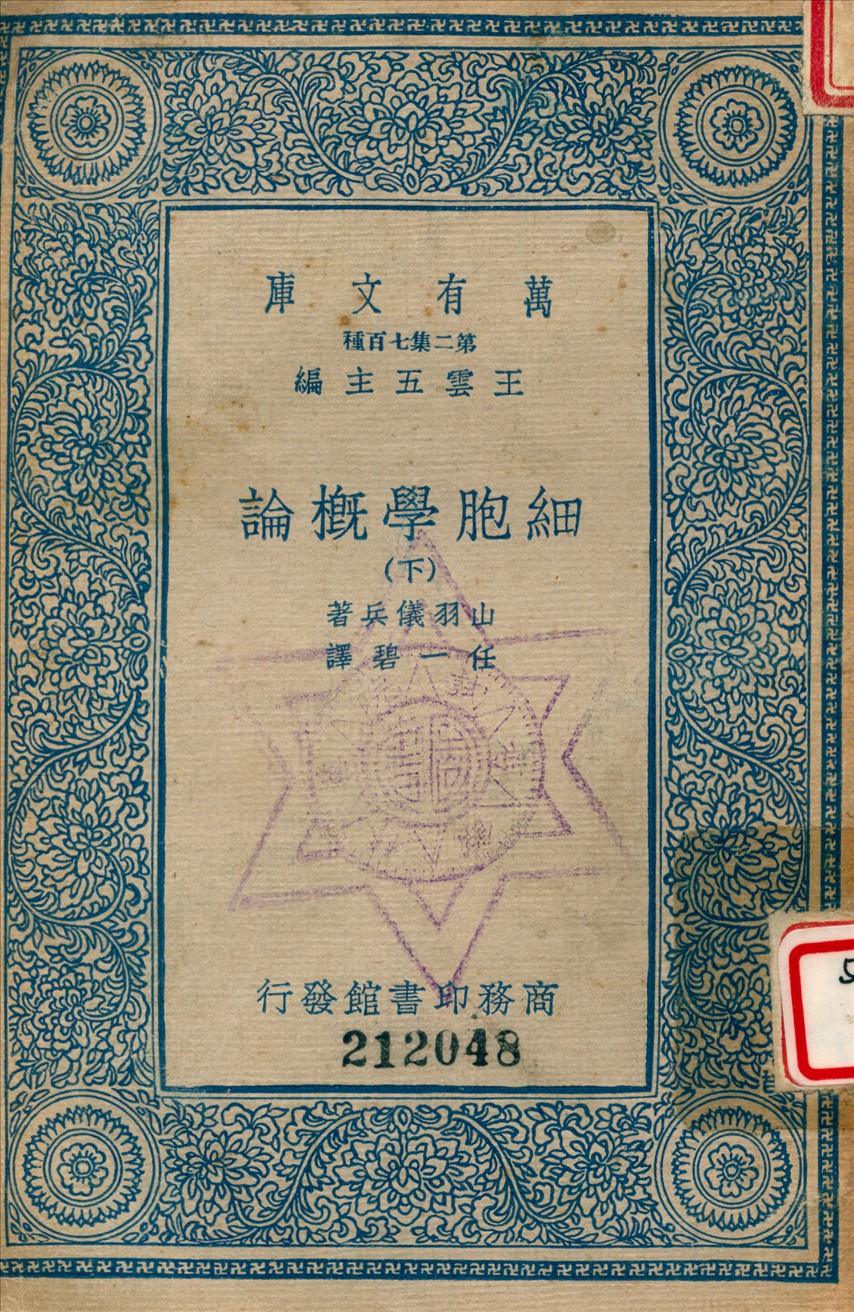 萬有文庫
第二集七百種
王雲五主編
細胞學概論
(下)
山羽儀兵著
任一碧譯
商務印書館發行
212048
5